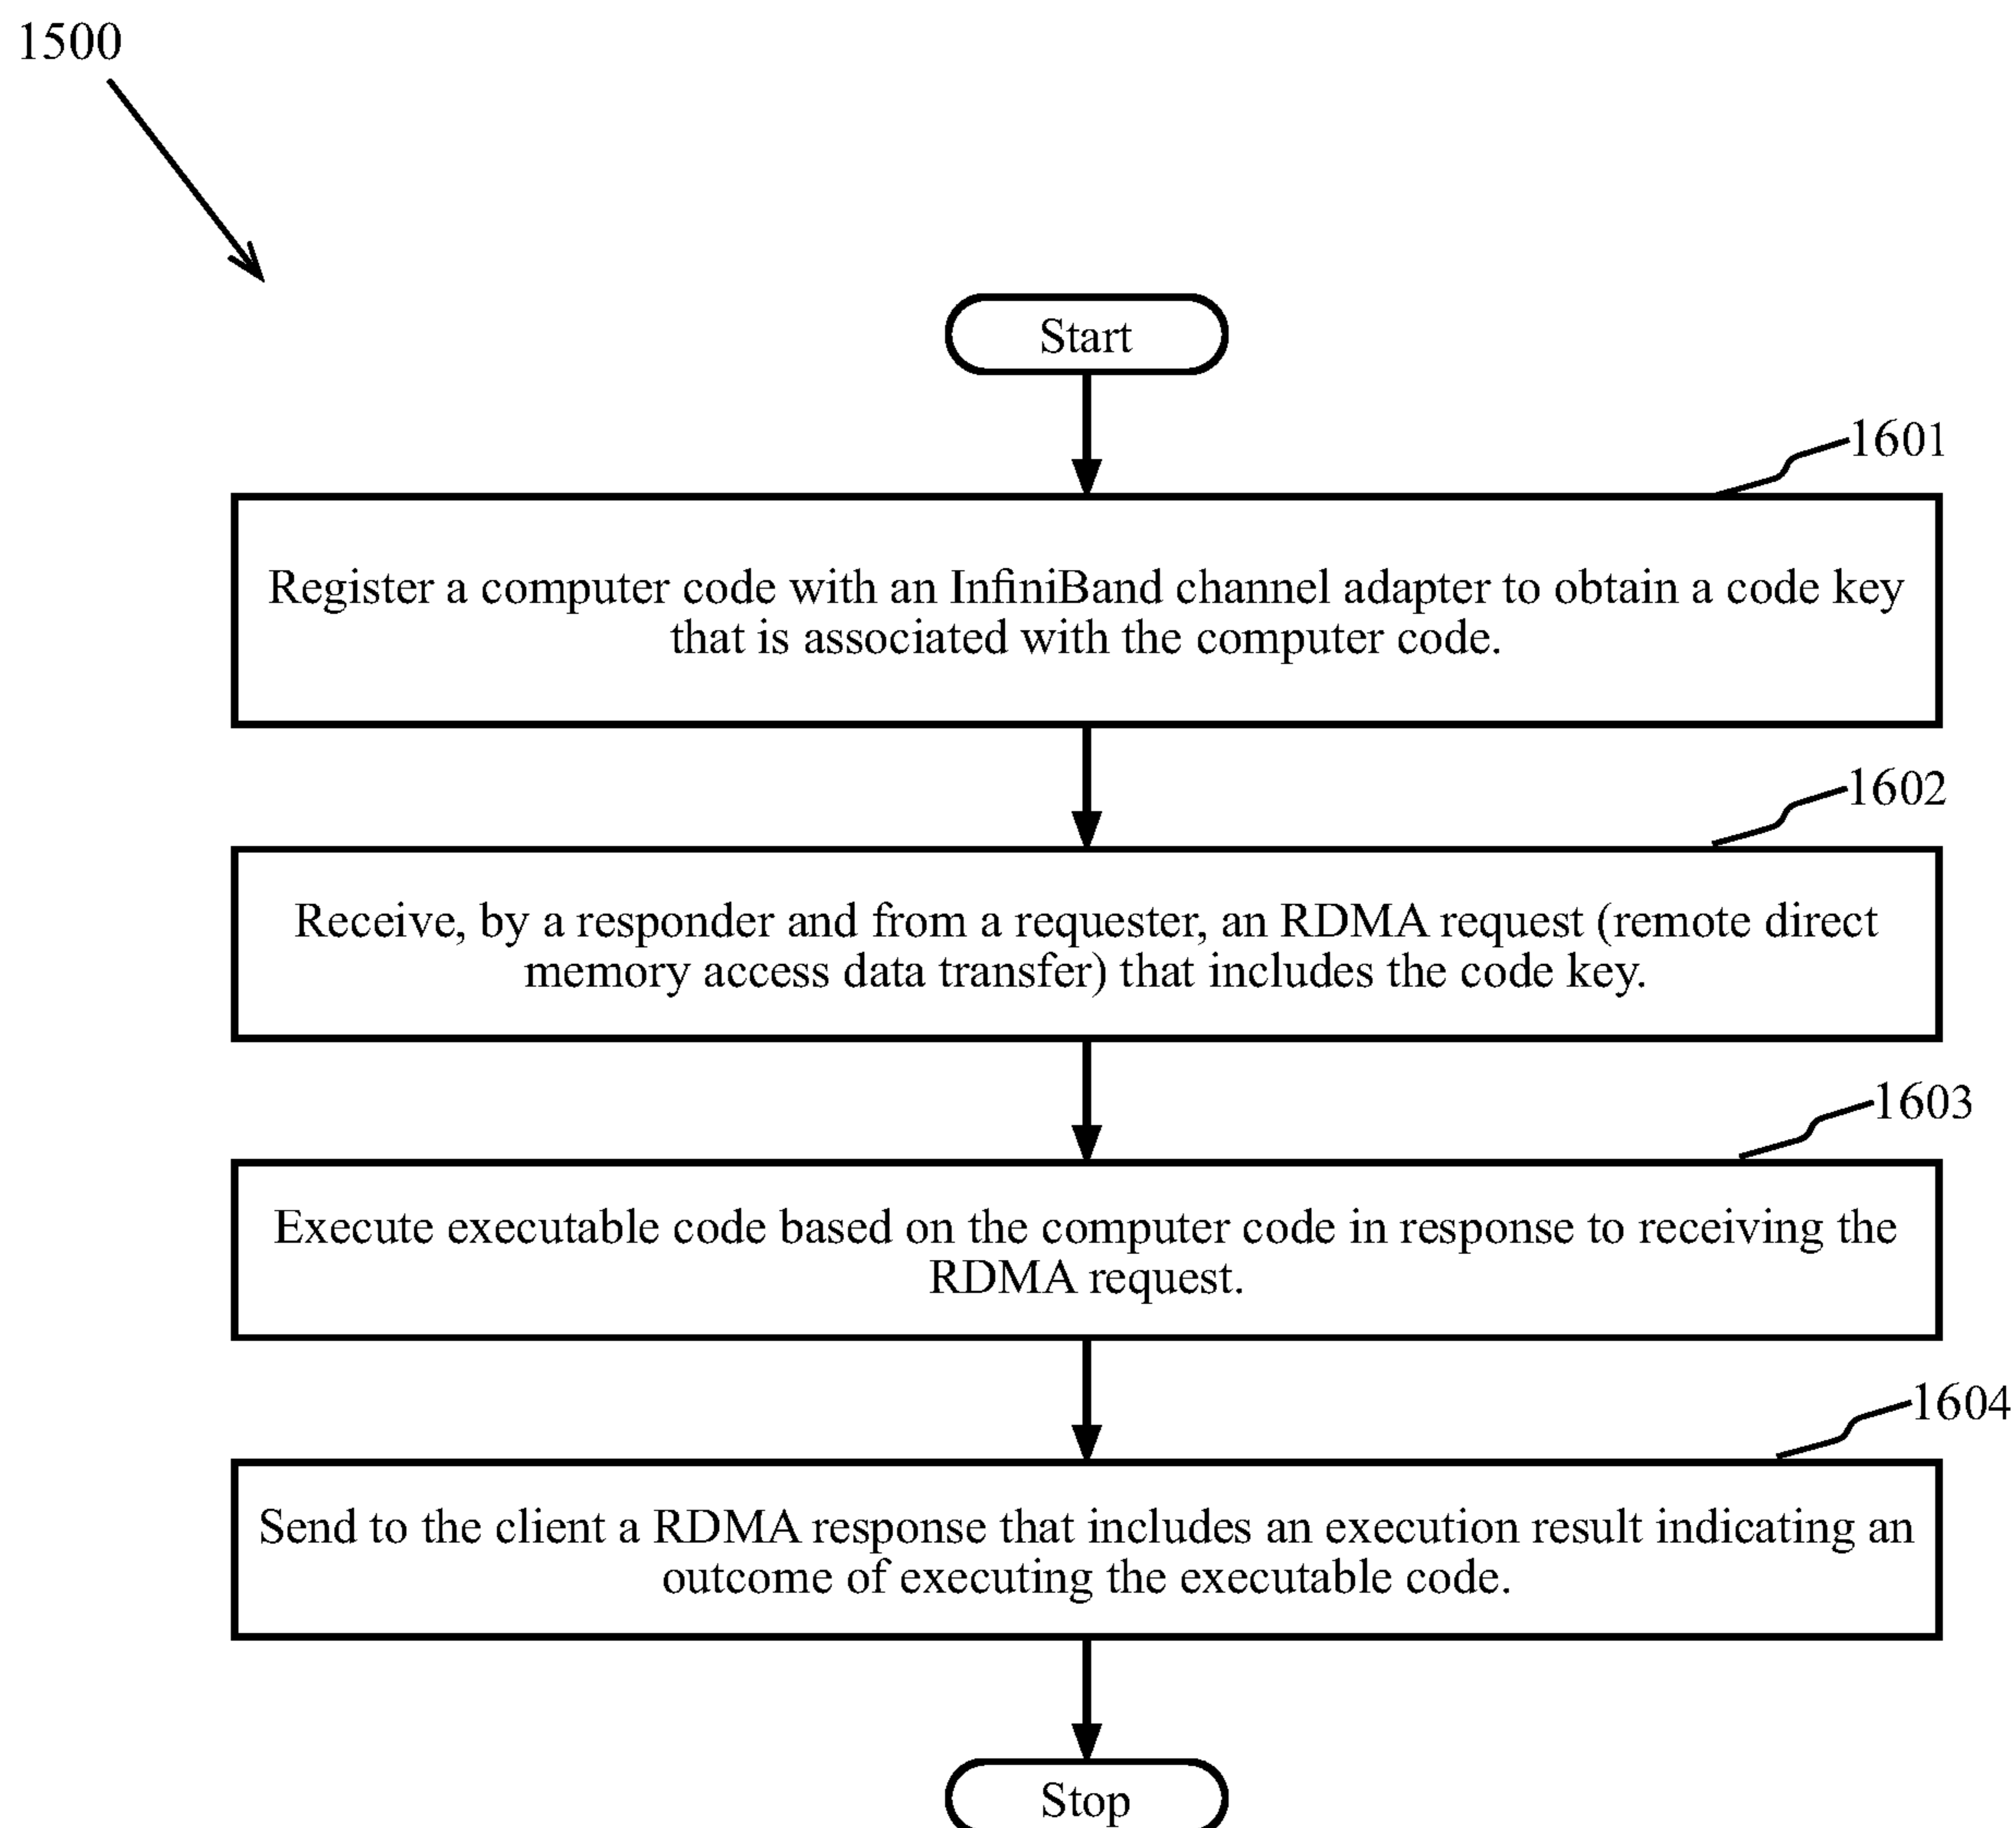 1500
Start
1601
Register a computer code with an InfiniBand channel adapter to obtain a code key
that is associated with the computer code.
1602
Receive, by a responder and from a requester, an RDMA request (remote direct
memory access data transfer) that includes the code key.
1603
Execute executable code based on the computer code in response to receiving the
RDMA request.
1604
Send to the client a RDMA response that includes an execution result indicating an
outcome of executing the executable code.
Stop